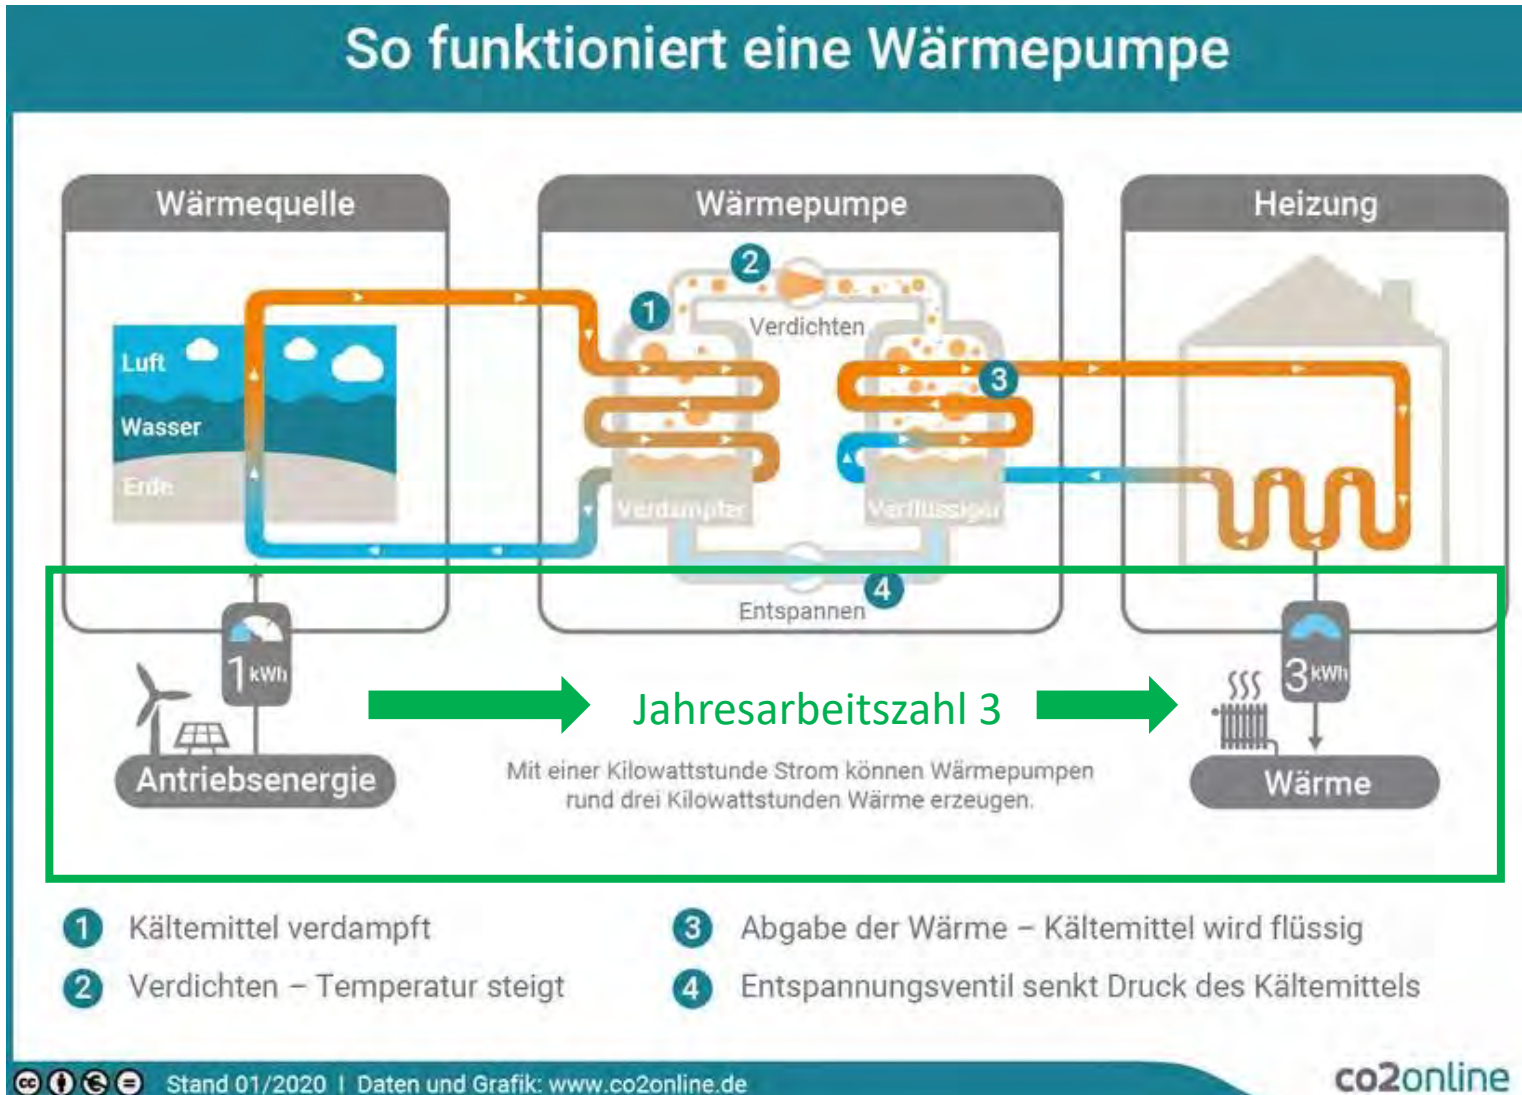 So funktioniert eine Wärmepumpe
Wärmequelle
Wärmepumpe
Heizung
2
1
Verdichten
Luft
3
Wasser
Erde
Verdampfer
Verflüssiger
4
Entspannen
1 kWh
3 kWh
Jahresarbeitszahl 3
Antriebsenergie
Mit einer Kilowattstunde Strom können Wärmepumpen
rund drei Kilowattstunden Wärme erzeugen.
Wärme
1 Kältemittel verdampft
2 Verdichten – Temperatur steigt
3 Abgabe der Wärme – Kältemittel wird flüssig
4 Entspannungsventil senkt Druck des Kältemittels
cc Stand 01/2020 | Daten und Grafik: www.co2online.de
co2online